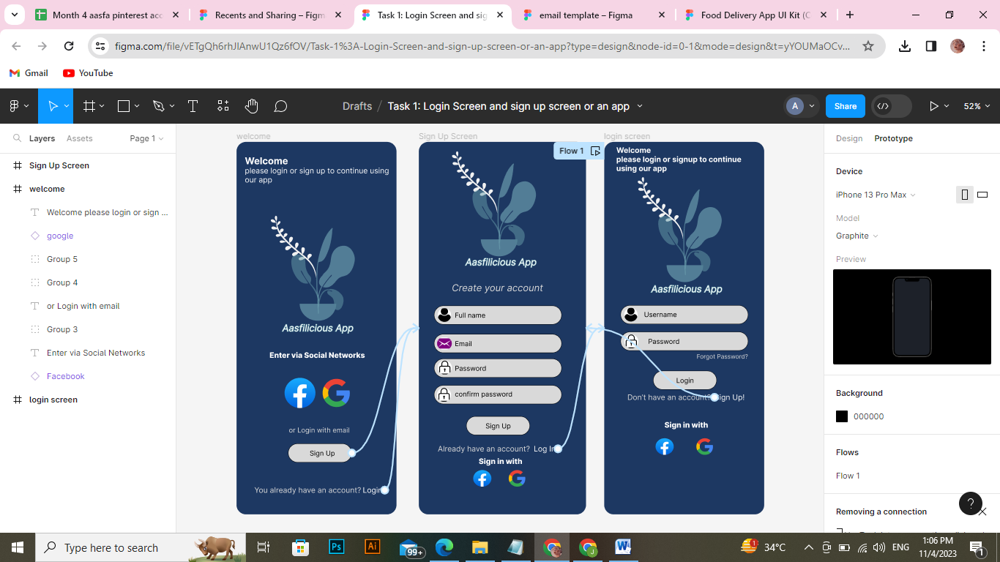 Month 4 aasfa pinterest acc
Recents and Sharing – Figm
Task 1: Login Screen and sig
email template – Figma
Food Delivery App UI Kit (C
figma.com/file/vETgQh6rhJIAnwU1Qz6fOV/Task-1%3A-Login-Screen-and-sign-up-screen-or-an-app?type=design&node-id=0-1&mode=design&t=yYOUMaOCv...
Gmail
YouTube
Drafts / Task 1: Login Screen and sign up screen or an app
A
Share
52%
Layers
Assets
Page 1
Sign Up Screen
welcome
Welcome please login or sign ...
google
Group 5
Group 4
or Login with email
Group 3
Enter via Social Networks
Facebook
login screen
welcome
Welcome
please login or sign up to continue using
our app
Aasfilicious App
Enter via Social Networks
or Login with email
Sign Up
You already have an account? Login
Sign Up Screen
Flow 1
Aasfilicious App
Create your account
Full name
Email
Password
confirm password
Sign Up
Already have an account? Log In
Sign in with
login screen
Welcome
please login or signup to continue
using our app
Aasfilicious App
Username
Password
Forgot Password?
Login
Don't have an account? Sign Up!
Sign in with
Design
Prototype
Device
iPhone 13 Pro Max
Model
Graphite
Preview
Background
000000
Flows
Flow 1
Removing a connection
?
Type here to search
Ps
Ai
99+
J
W
1
34°C
ENG
1:06 PM
11/4/2023
1